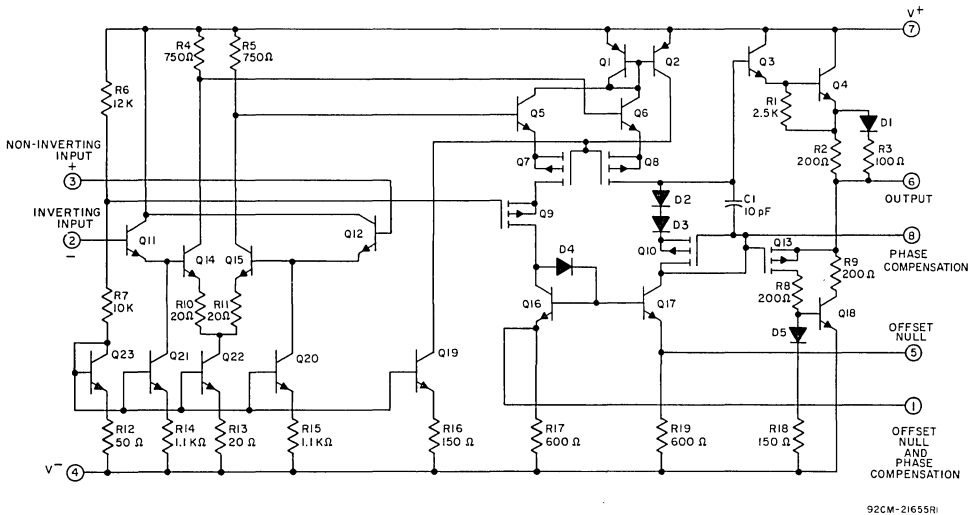 V+
7
R4
750Ω
R5
750Ω
Q1
Q2
Q3
Q4
R6
12K
Q5
Q6
R1
2.5K
D1
NON-INVERTING
INPUT
+
3
Q7
Q8
R2
200Ω
R3
100Ω
6
OUTPUT
INVERTING
INPUT
2
−
Q11
Q14
Q15
Q12
Q9
D2
D3
C1
10pF
Q10
Q13
8
PHASE
COMPENSATION
R7
10K
R10
20Ω
R11
20Ω
D4
Q16
Q17
R8
200Ω
R9
200Ω
Q18
D5
OFFSET
NULL
5
Q23
Q21
Q22
Q20
Q19
1
OFFSET
NULL
AND
PHASE
COMPENSATION
R12
50 Ω
R14
1.1 KΩ
R13
20 Ω
R15
1.1 KΩ
R16
150 Ω
R17
600 Ω
R19
600 Ω
R18
150 Ω
V−
4
92CM-21655RI